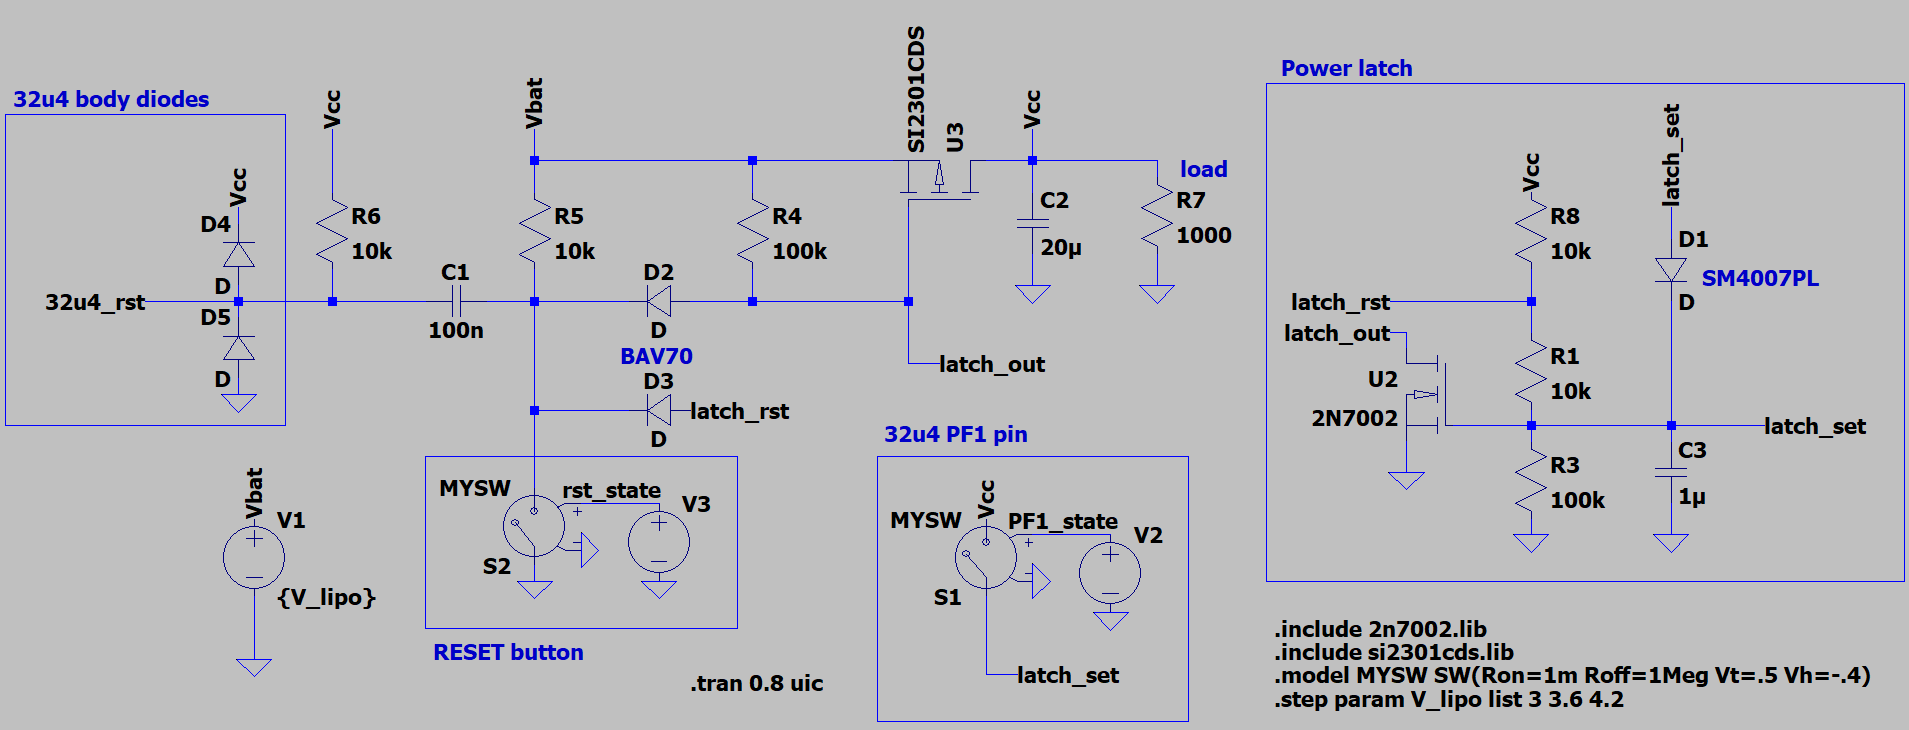 32u4 body diodes
Vcc
D4
D
32u4_rst
D5
D
Vcc
R6
10k
C1
100n
Vbat
R5
10k
D2
D
BAV70
D3
D
latch_rst
R4
100k
SI2301CDS
U3
latch_out
Vcc
C2
20µ
load
R7
1000
Power latch
Vcc
R8
10k
latch_rst
latch_out
U2
2N7002
R1
10k
R3
100k
latch_set
D1
SM4007PL
D
latch_set
C3
1µ
Vbat
V1
{V_lipo}
MYSW
rst_state
V3
S2
RESET button
.tran 0.8 uic
32u4 PF1 pin
Vcc
MYSW
PF1_state
V2
S1
latch_set
.include 2n7002.lib
.include si2301cds.lib
.model MYSW SW(Ron=1m Roff=1Meg Vt=.5 Vh=-.4)
.step param V_lipo list 3 3.6 4.2